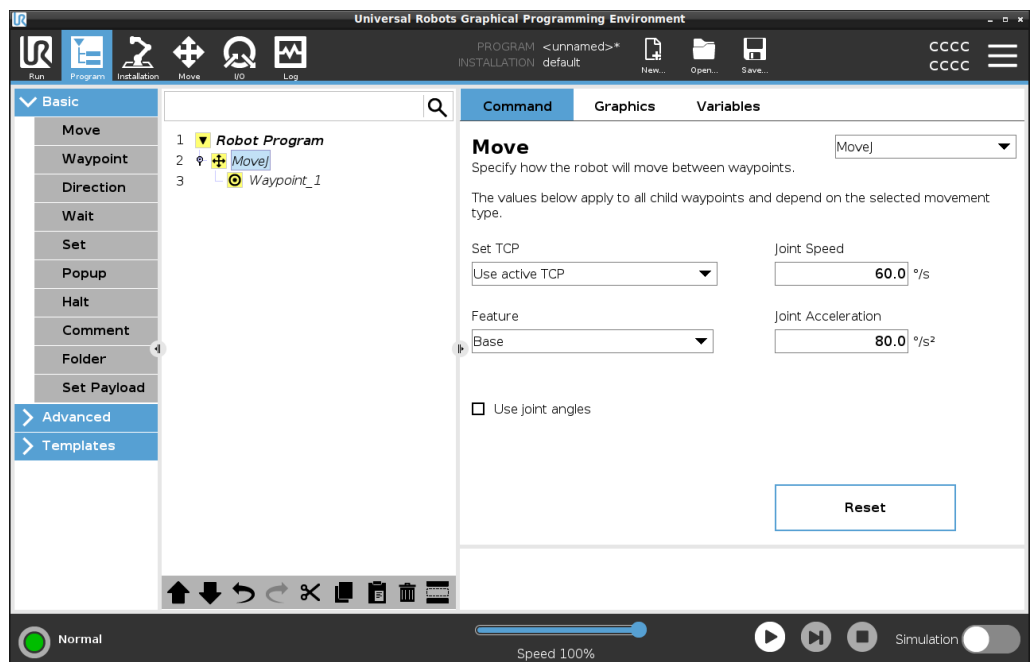 Universal Robots Graphical Programming Environment
UR
Run
Program
Installation
Move
I/O
Log
PROGRAM <unnamed>*
INSTALLATION default
New...
Open...
Save...
CCCC
CCCC
Basic
Move
Waypoint
Direction
Wait
Set
Popup
Halt
Comment
Folder
Set Payload
Advanced
Templates
1 Robot Program
2 MoveJ
3 Waypoint_1
Command Graphics Variables
Move
MoveJ
Specify how the robot will move between waypoints.
The values below apply to all child waypoints and depend on the selected movement
type.
Set TCP
Joint Speed
Use active TCP
60.0 °/s
Feature
Joint Acceleration
Base
80.0 °/s²
Use joint angles
Reset
Normal
Speed 100%
Simulation